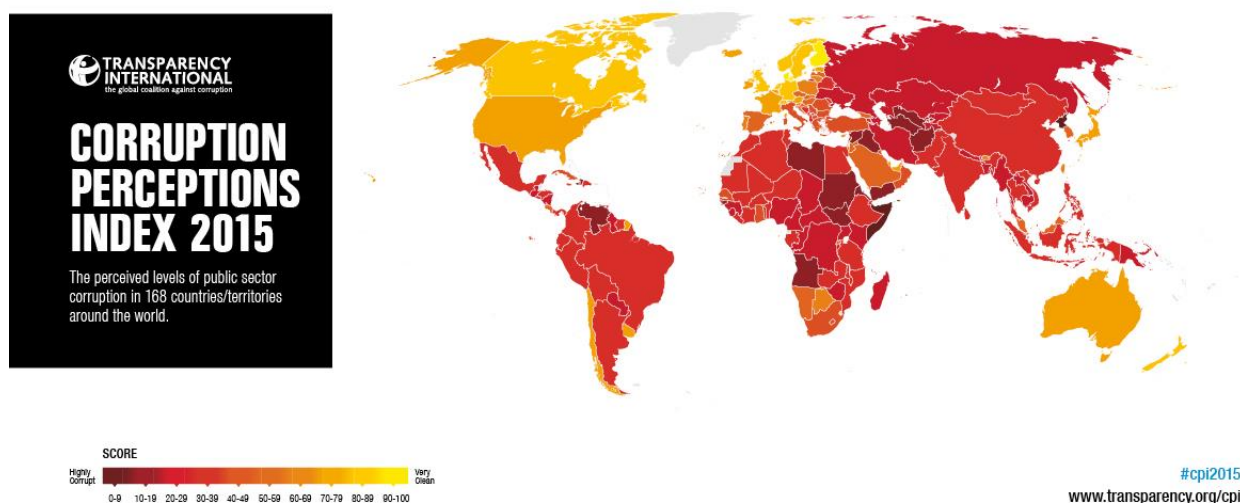 TRANSPARENCY
INTERNATIONAL
the global coalition against corruption
CORRUPTION
PERCEPTIONS
INDEX 2015
The perceived levels of public sector
corruption in 168 countries/territories
around the world.
SCORE
Highly
Corrupt
Very
Clean
0-9 10-19 20-29 30-39 40-49 50-59 60-69 70-79 80-89 90-100
#cpi2015
www.transparency.org/cpi